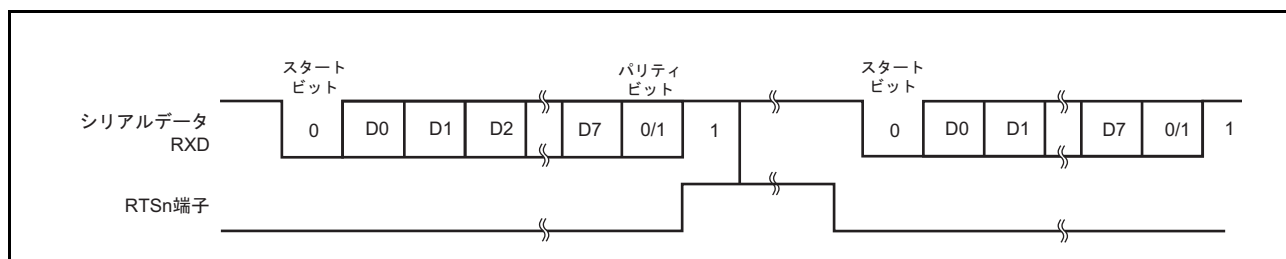 スタート
ビット
パリティ
ビット
スタート
ビット
シリアルデータ
RXD
0 D0 D1 D2 D7 0/1 1 0 D0 D1 D7 0/1 1
RTSn端子